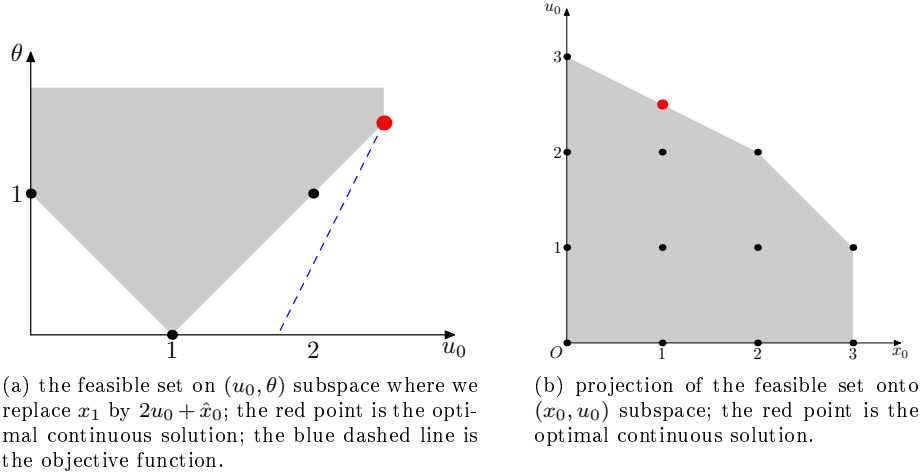 θ
1
1
2
u₀
u₀
3
2
1
O
1
2
3
x₀
(a) the feasible set on (u₀, θ) subspace where we
replace x₁ by 2u₀ + x̂₀; the red point is the opti-
mal continuous solution; the blue dashed line is
the objective function.
(b) projection of the feasible set onto
(x₀, u₀) subspace; the red point is the
optimal continuous solution.